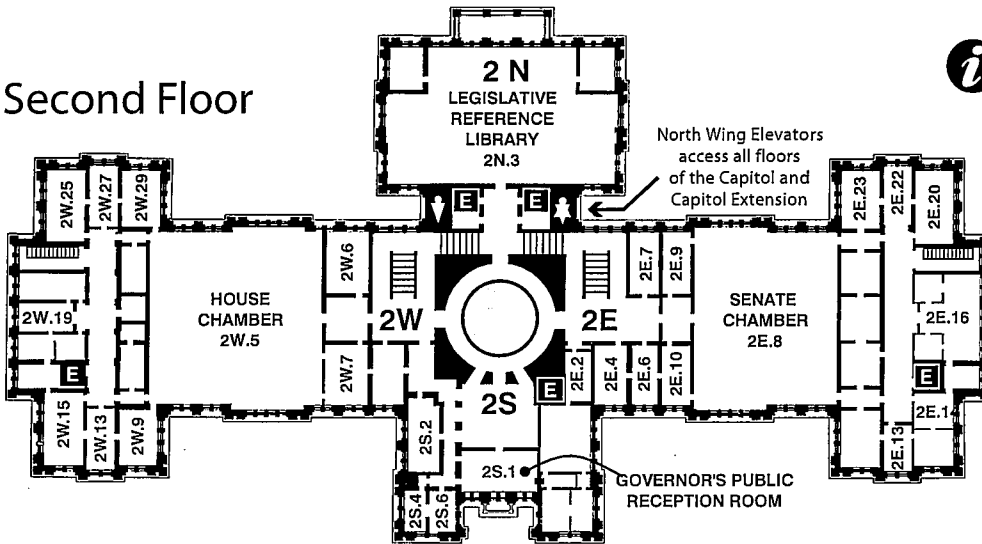 Second Floor
i
2 N
LEGISLATIVE
REFERENCE
LIBRARY
2N.3
North Wing Elevators
access all floors
of the Capitol and
Capitol Extension
E
E
2W.25
2W.27
2W.29
2E.23
2E.22
2E.20
2W.6
2E.7
2E.9
HOUSE
CHAMBER
2W.5
2W
2E
SENATE
CHAMBER
2E.8
2W.19
2E.16
E
2W.7
2E.2
2E.4
2E.6
2E.10
E
E
2S
2W.15
2W.13
2W.9
2S.2
2E.14
2E.13
2S.1
GOVERNOR'S PUBLIC
RECEPTION ROOM
2S.4
2S.6